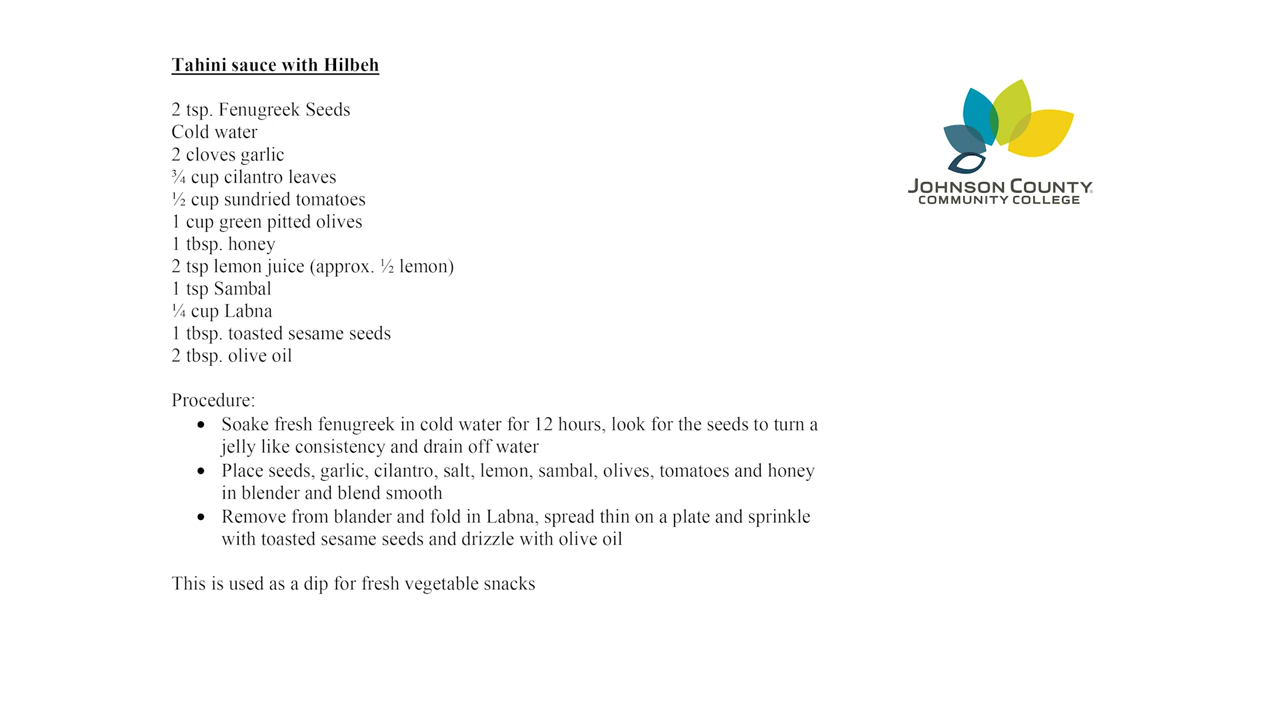 Tahini sauce with Hilbeh
2 tsp. Fenugreek Seeds
Cold water
2 cloves garlic
¾ cup cilantro leaves
½ cup sundried tomatoes
1 cup green pitted olives
1 tbsp. honey
2 tsp lemon juice (approx. ½ lemon)
1 tsp Sambal
¼ cup Labna
1 tbsp. toasted sesame seeds
2 tbsp. olive oil
Procedure:
• Soake fresh fenugreek in cold water for 12 hours, look for the seeds to turn a
jelly like consistency and drain off water
• Place seeds, garlic, cilantro, salt, lemon, sambal, olives, tomatoes and honey
in blender and blend smooth
• Remove from blander and fold in Labna, spread thin on a plate and sprinkle
with toasted sesame seeds and drizzle with olive oil
This is used as a dip for fresh vegetable snacks
JOHNSON COUNTY
COMMUNITY COLLEGE